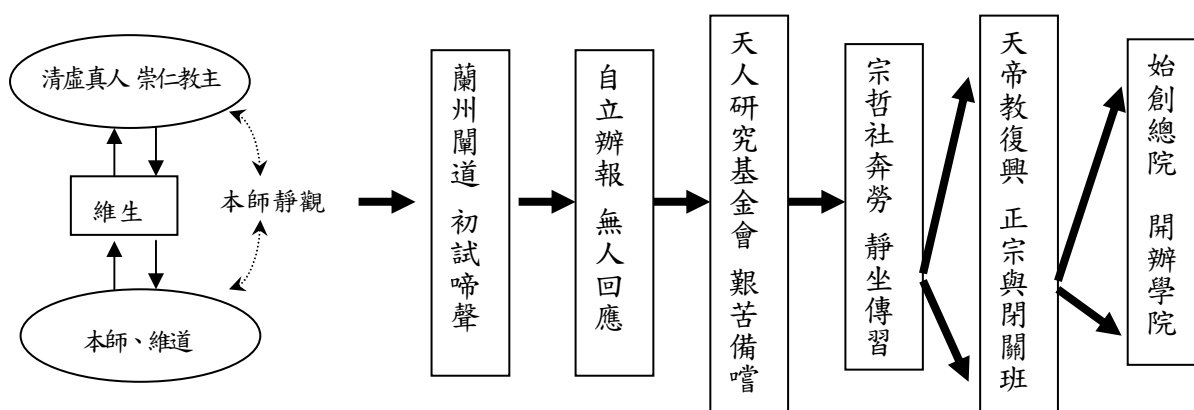 清虛真人 崇仁教主
維生
本師靜觀
本師、維道
蘭州闡道 初試啼聲
自立辦報 無人回應
天人研究基金會 艱苦備嚐
宗哲社奔勞 靜坐傳習
天帝教復興 正宗與閉關班
始創總院 開辦學院